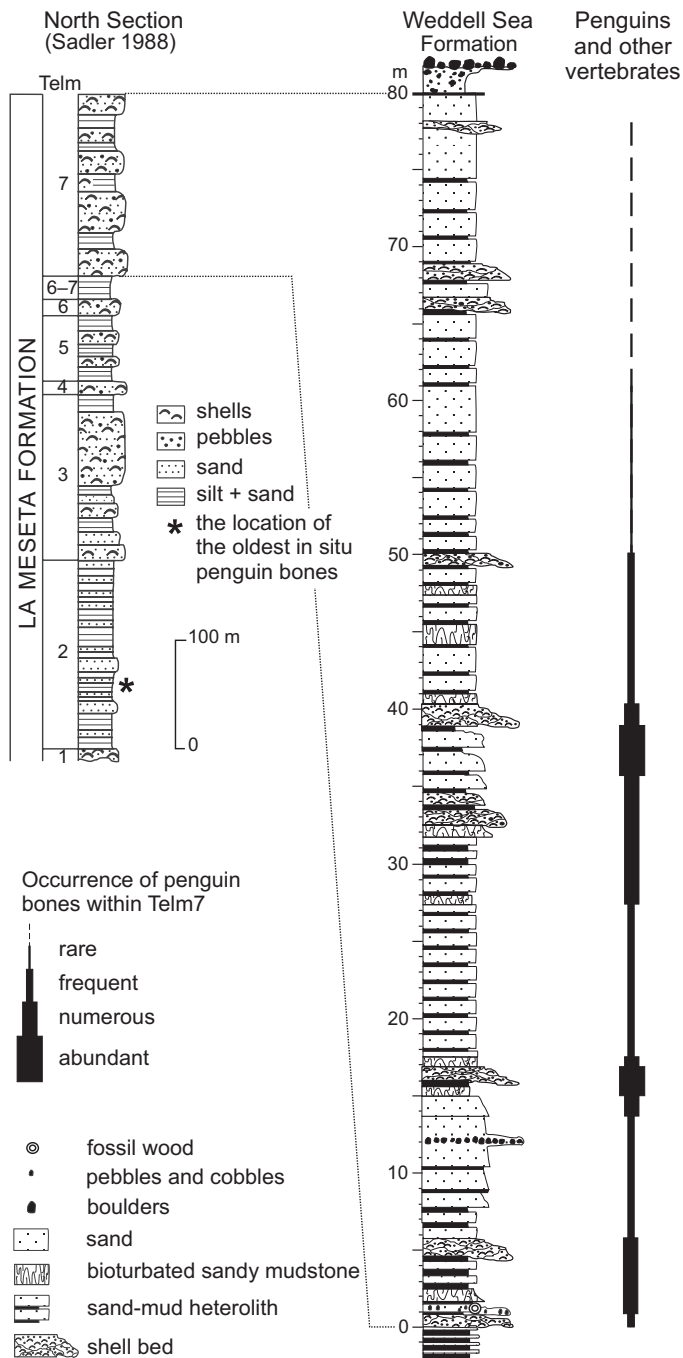 North Section
(Sadler 1988)
Telm
7
6–7
6
5
4
3
2
1
LA MESETA FORMATION
shells
pebbles
sand
silt + sand
* the location of
the oldest in situ
penguin bones
100 m
0
Occurrence of penguin
bones within Telm7
rare
frequent
numerous
abundant
fossil wood
pebbles and cobbles
boulders
sand
bioturbated sandy mudstone
sand-mud heterolith
shell bed
Weddell Sea
Formation
m
80
70
60
50
40
30
20
10
0
Penguins
and other
vertebrates